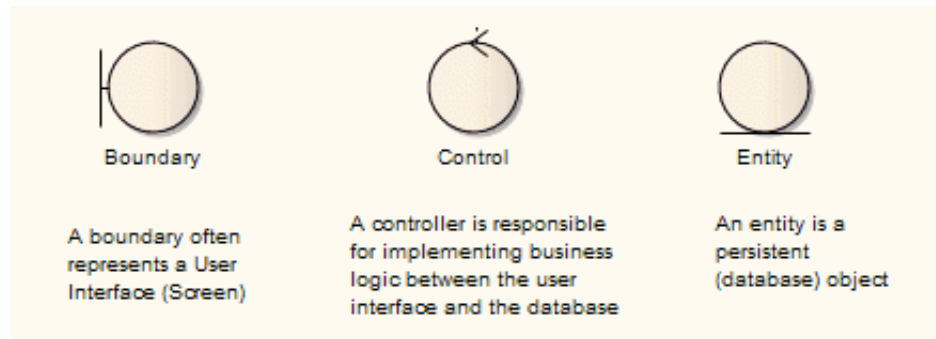 Boundary
Control
Entity
A boundary often
represents a User
Interface (Screen)
A controller is responsible
for implementing business
logic between the user
interface and the database
An entity is a
persistent
(database) object